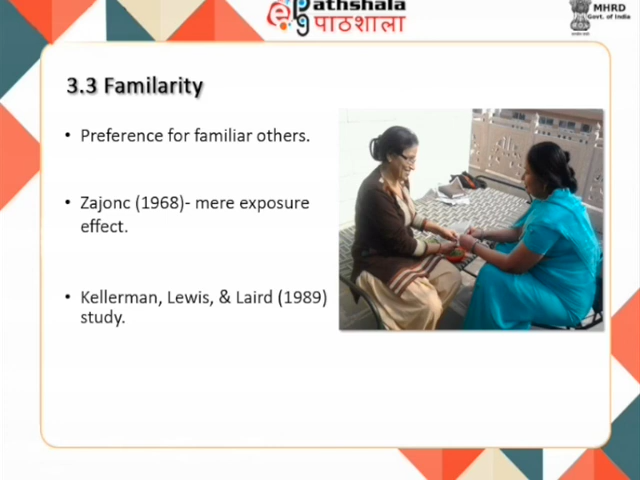 athshala
पाठशाला
MHRD
Govt. of India
3.3 Familarity
• Preference for familiar others.
• Zajonc (1968)- mere exposure
effect.
• Kellerman, Lewis, & Laird (1989)
study.